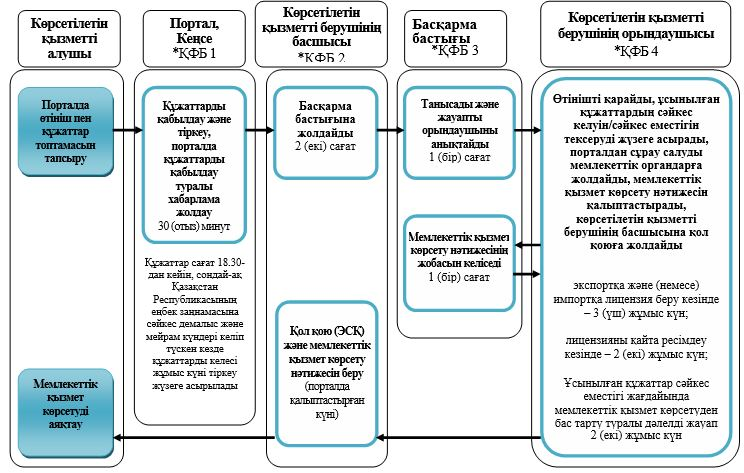 Көрсетілетін
қызметті
алушы
Портал,
Кеңсе
*ҚФБ 1
Көрсетілетін
қызметті берушінің
басшысы
*ҚФБ 2
Басқарма
бастығы
*ҚФБ 3
Көрсетілетін қызметті
берушінің орындаушысы
*ҚФБ 4
Порталда
өтініш пен
құжаттар
топтамасын
тапсыру
Құжаттарды
қабылдау және
тіркеу,
порталда
құжаттарды
қабылдау
туралы
хабарлама
жолдау
30 (отыз) минут
Құжаттар сағат 18.30-
дан кейін, сондай-ақ
Қазақстан
Республикасының
еңбек заңнамасына
сәйкес демалыс және
мейрам күндері келіп
түскен кезде
құжаттарды келесі
жұмыс күні тіркеу
жүзеге асырылады
Басқарма
бастығына
жолдайды
2 (екі) сағат
Танысады және
жауапты
орындаушыны
анықтайды
1 (бір) сағат
Мемлекеттік қызмет
көрсету нәтижесінің
жобасын келіседі
1 (бір) сағат
Өтінішті қарайды, ұсынылған
құжаттардың сәйкес
келуін/сәйкес еместігін
тексеруді жүзеге асырады,
порталдан сұрау салуды
мемлекеттік органдарға
жолдайды, мемлекеттік
қызмет көрсету нәтижесін
қалыптастырады,
көрсетілетін қызметті
берушінің басшысына қол
қоюға жолдайды
экспортқа және (немесе)
импортқа лицензия беру кезінде
– 3 (үш) жұмыс күн;
лицензияны қайта ресімдеу
кезінде – 2 (екі) жұмыс күн;
Ұсынылған құжаттар сәйкес
еместігі жағдайында
мемлекеттік қызмет көрсетуден
бас тарту туралы дәлелді жауап
2 (екі) жұмыс күн
Қол қою (ЭСҚ)
және мемлекеттік
қызмет көрсету
нәтижесін беру
(порталда
қалыптастырған
күні)
Мемлекеттік
қызмет
көрсетуді
аяқтау